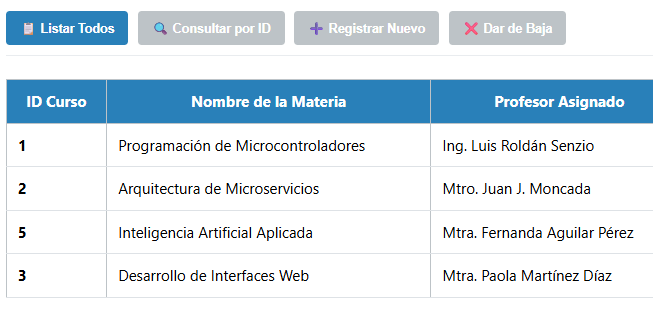 Listar Todos Consultar por ID Registrar Nuevo Dar de Baja
ID Curso Nombre de la Materia Profesor Asignado
1 Programación de Microcontroladores Ing. Luis Roldán Senzio
2 Arquitectura de Microservicios Mtro. Juan J. Moncada
5 Inteligencia Artificial Aplicada Mtra. Fernanda Aguilar Pérez
3 Desarrollo de Interfaces Web Mtra. Paola Martínez Díaz